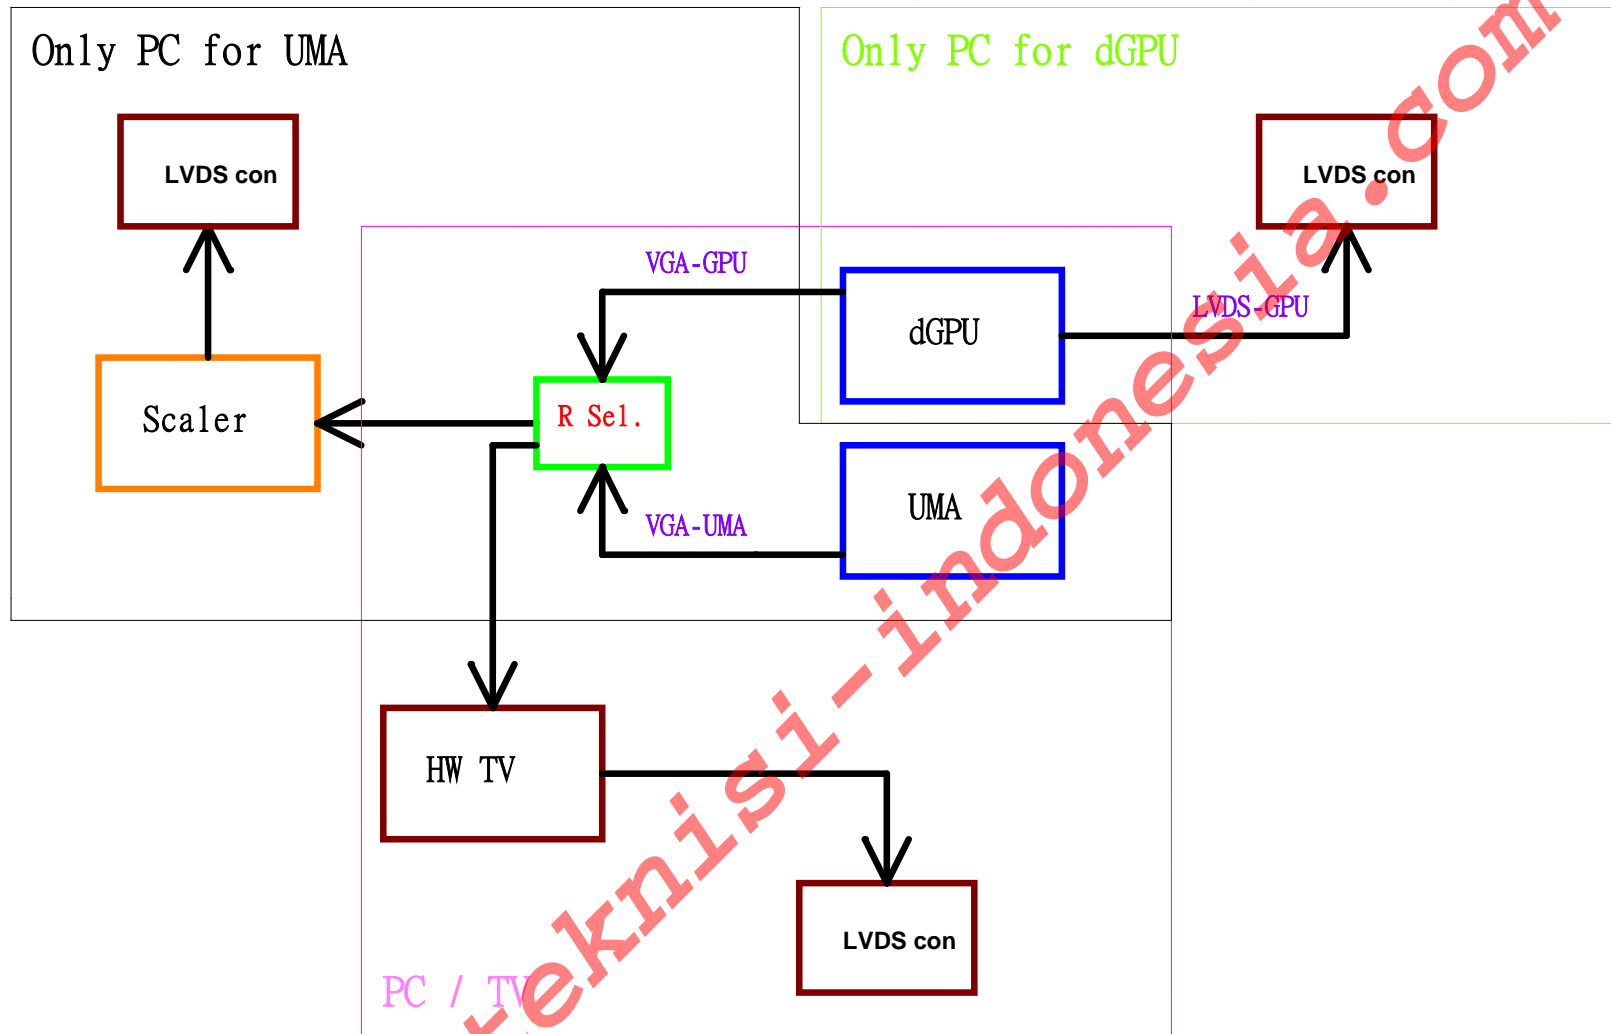 Only PC for UMA
Only PC for dGPU
LVDS con
LVDS con
VGA-GPU
dGPU
LVDS-GPU
Scaler
R Sel.
UMA
VGA-UMA
HW TV
LVDS con
PC / TV
teknisi-indonesia.com